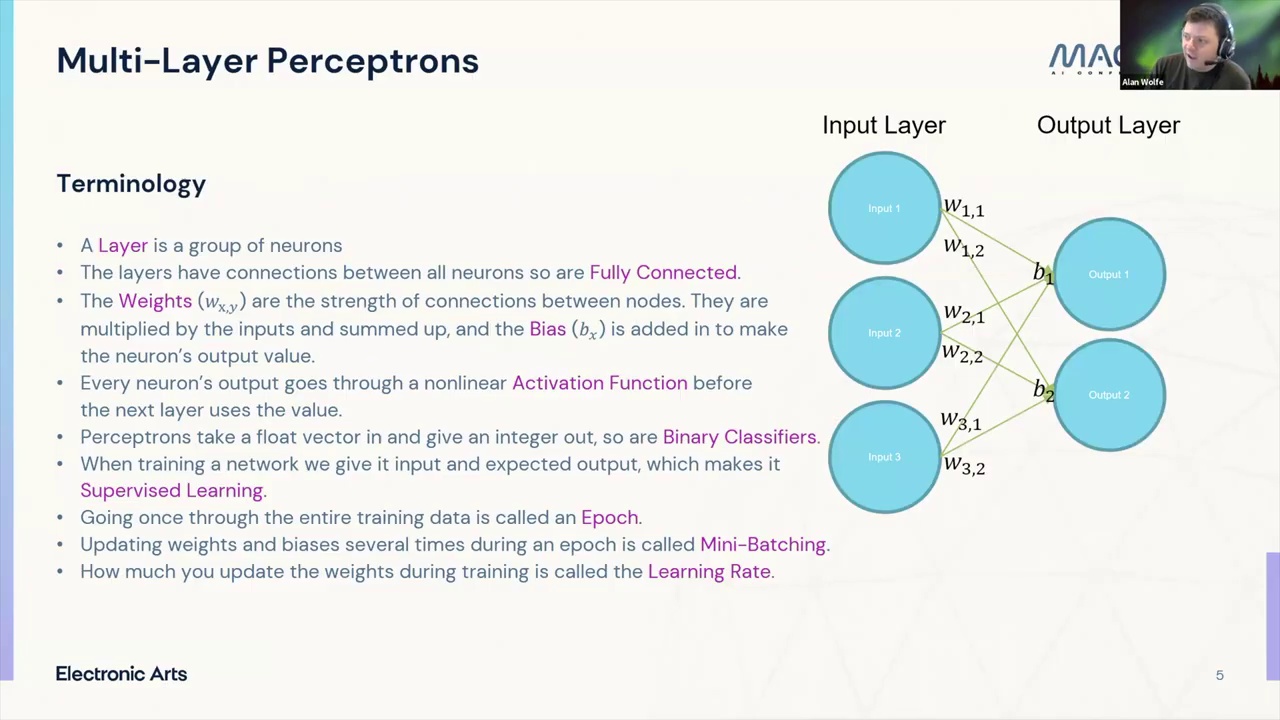 Multi-Layer Perceptrons
Alan Wolfe
Input Layer
Output Layer
Terminology
• A Layer is a group of neurons
• The layers have connections between all neurons so are Fully Connected.
• The Weights (w_{x,y}) are the strength of connections between nodes. They are
multiplied by the inputs and summed up, and the Bias (b_x) is added in to make
the neuron's output value.
• Every neuron's output goes through a nonlinear Activation Function before
the next layer uses the value.
• Perceptrons take a float vector in and give an integer out, so are Binary Classifiers.
• When training a network we give it input and expected output, which makes it
Supervised Learning.
• Going once through the entire training data is called an Epoch.
• Updating weights and biases several times during an epoch is called Mini-Batching.
• How much you update the weights during training is called the Learning Rate.
Input 1
w_{1,1}
w_{1,2}
b_1
Output 1
Input 2
w_{2,1}
w_{2,2}
b_2
Output 2
Input 3
w_{3,1}
w_{3,2}
Electronic Arts
5